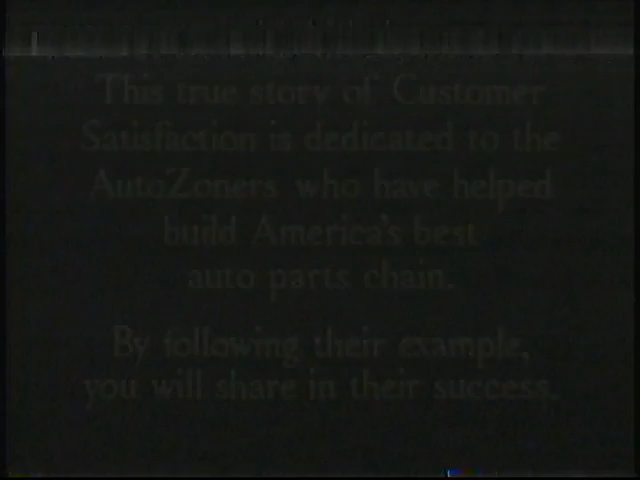 This true story of Customer
Satisfaction is dedicated to the
AutoZoners who have helped
build America's best
auto parts chain.
By following their example,
you will share in their success.